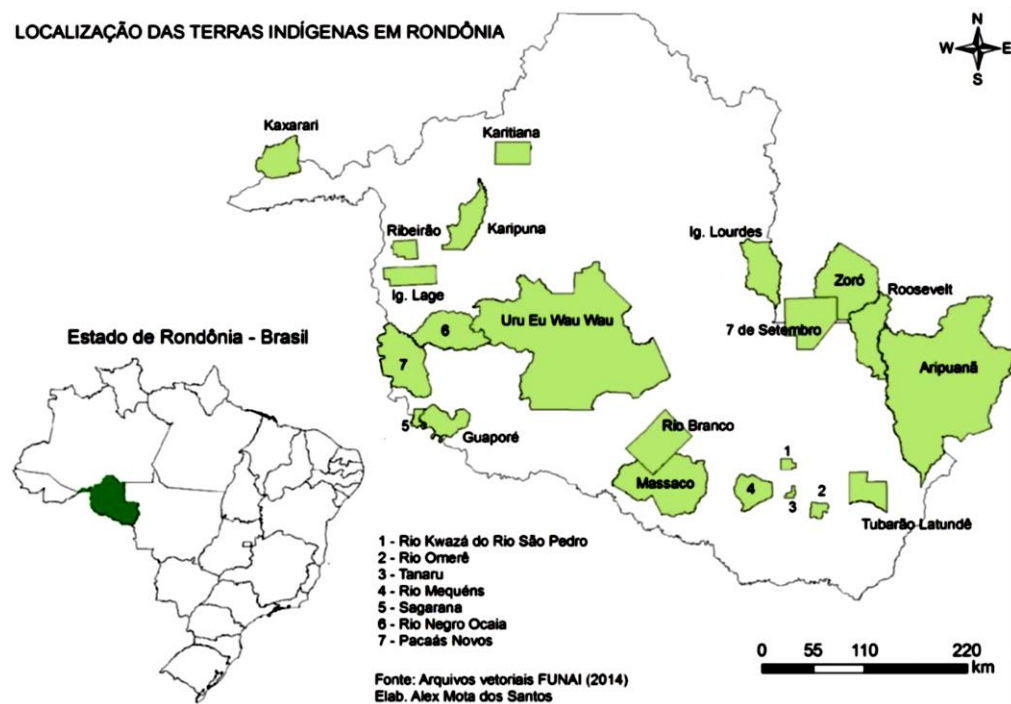 LOCALIZAÇÃO DAS TERRAS INDÍGENAS EM RONDÔNIA
N
W E
S
Kaxarari
Karitiana
Ribeirão
Karipuna
Ig. Lage
Ig. Lourdes
Zoró
Roosevelt
7 de Setembro
Uru Eu Wau Wau
6
7
Aripuanã
5
Guaporé
Rio Branco
Massaco
1
4
3
2
Tubarão Latundê
Estado de Rondônia - Brasil
1 - Rio Kwazá do Rio São Pedro
2 - Rio Omerê
3 - Tanaru
4 - Rio Mequéns
5 - Sagarana
6 - Rio Negro Ocaia
7 - Pacaás Novos
Fonte: Arquivos vetoriais FUNAI (2014)
Elab. Alex Mota dos Santos
0 55 110 220
km